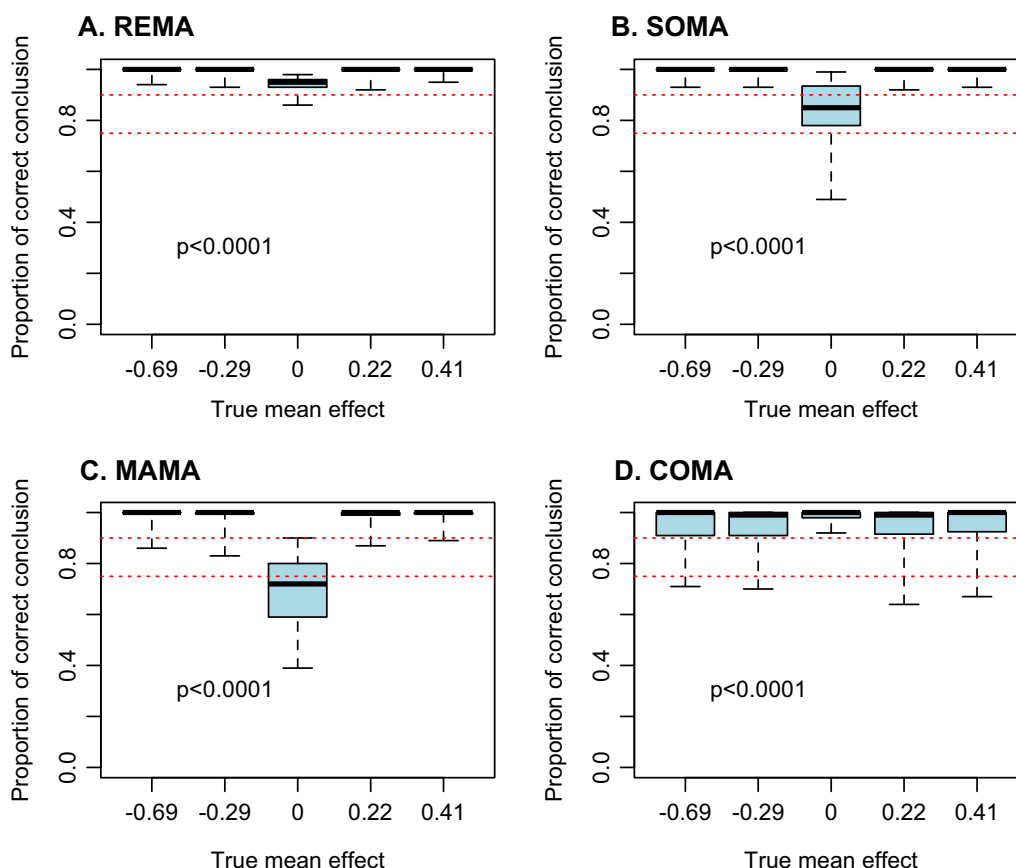 A. REMA
Proportion of correct conclusion
0.8
0.4
0.0
p<0.0001
-0.69 -0.29 0 0.22 0.41
True mean effect
B. SOMA
Proportion of correct conclusion
0.8
0.4
0.0
p<0.0001
-0.69 -0.29 0 0.22 0.41
True mean effect
C. MAMA
Proportion of correct conclusion
0.8
0.4
0.0
p<0.0001
-0.69 -0.29 0 0.22 0.41
True mean effect
D. COMA
Proportion of correct conclusion
0.8
0.4
0.0
p<0.0001
-0.69 -0.29 0 0.22 0.41
True mean effect